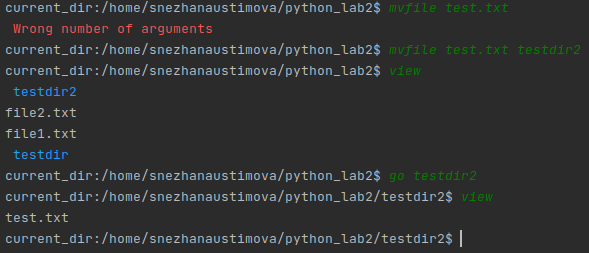 current_dir:/home/snezhanaustimova/python_lab2$ mvfile test.txt
Wrong number of arguments
current_dir:/home/snezhanaustimova/python_lab2$ mvfile test.txt testdir2
current_dir:/home/snezhanaustimova/python_lab2$ view
testdir2
file2.txt
file1.txt
testdir
current_dir:/home/snezhanaustimova/python_lab2$ go testdir2
current_dir:/home/snezhanaustimova/python_lab2/testdir2$ view
test.txt
current_dir:/home/snezhanaustimova/python_lab2/testdir2$